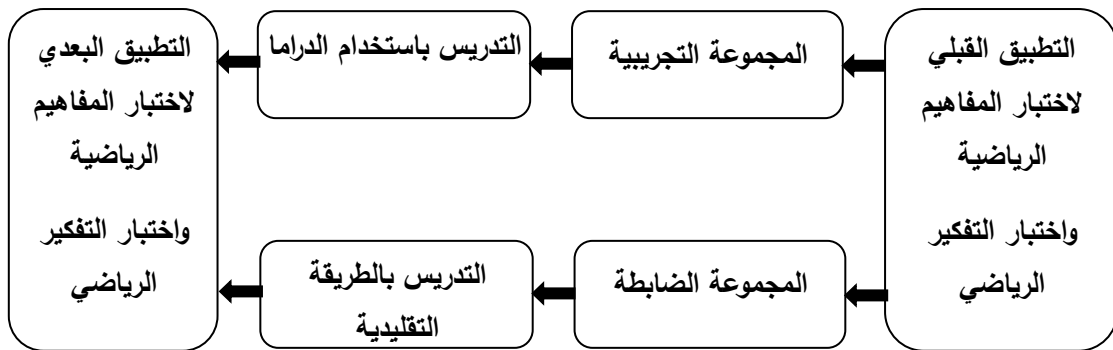 التطبيق القبلي
لاختبار المفاهيم
الرياضية
واختبار التفكير
الرياضي
المجموعة التجريبية
التدريس باستخدام الدراما
المجموعة الضابطة
التدريس بالطريقة
التقليدية
التطبيق البعدي
لاختبار المفاهيم
الرياضية
واختبار التفكير
الرياضي